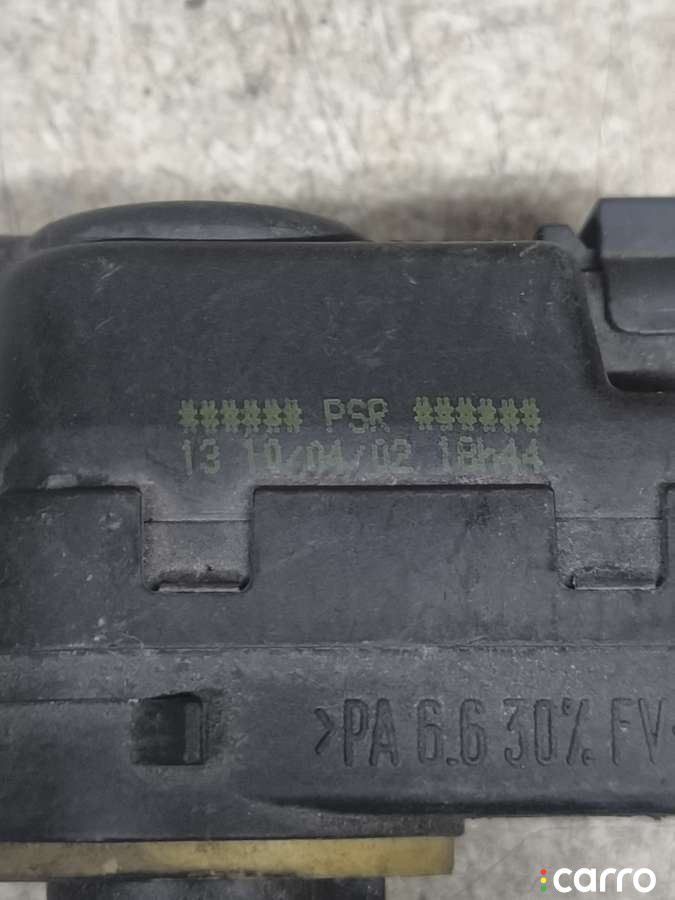 ****** PSR ******
13 10/04/02 18h44
>PA 6.6 30% FV<
carro